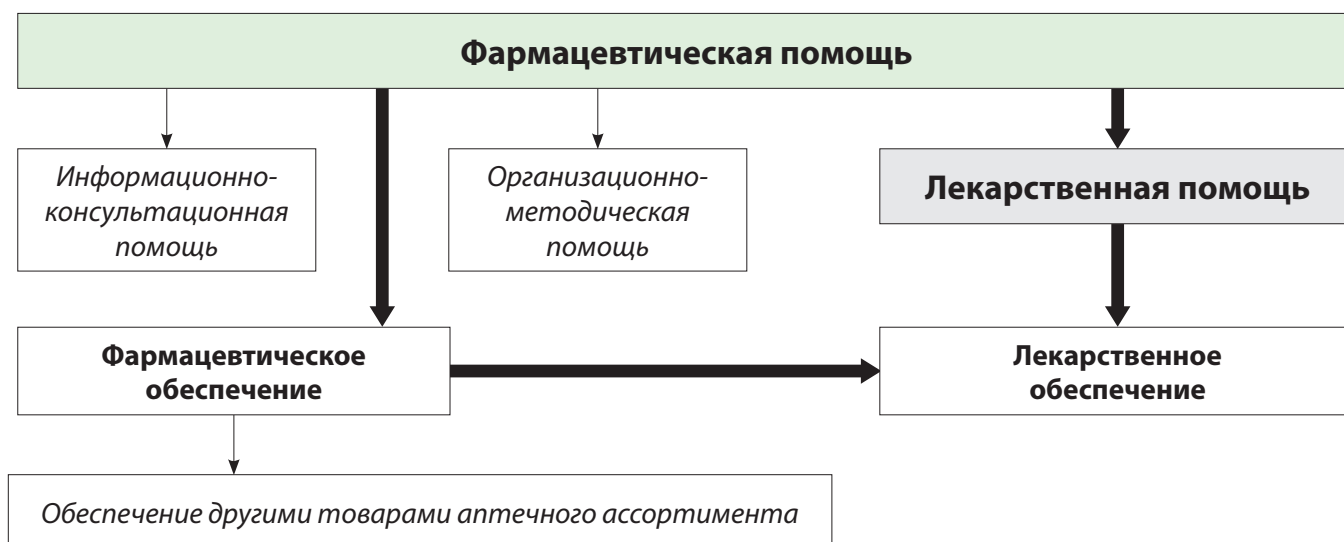 Фармацевтическая помощь
Информационно-
консультационная
помощь
Организационно-
методическая
помощь
Лекарственная помощь
Фармацевтическое
обеспечение
Лекарственное
обеспечение
Обеспечение другими товарами аптечного ассортимента